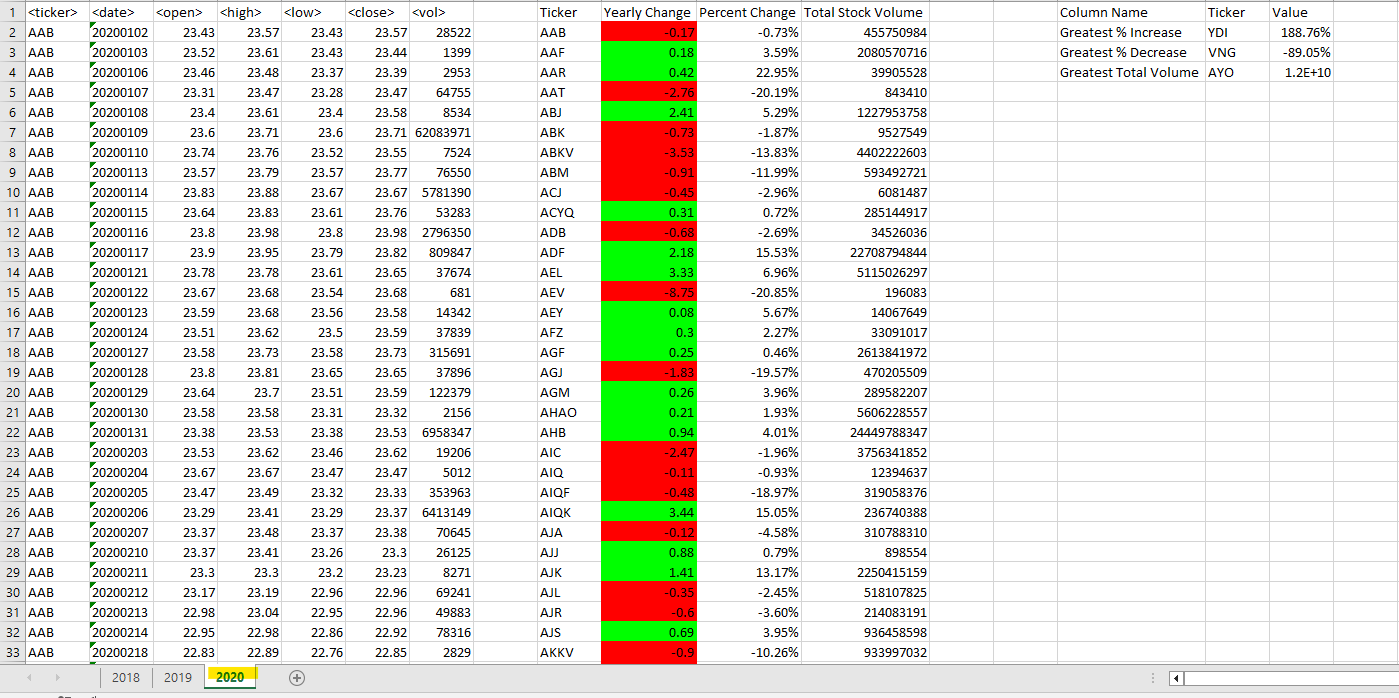 1 <ticker> <date> <open> <high> <low> <close> <vol> Ticker Yearly Change Percent Change Total Stock Volume Column Name Ticker Value
2 AAB 20200102 23.43 23.57 23.43 23.57 28522 AAB -0.17 -0.73% 455750984 Greatest % Increase YDI 188.76%
3 AAB 20200103 23.52 23.61 23.43 23.44 1399 AAF 0.18 3.59% 2080570716 Greatest % Decrease VNG -89.05%
4 AAB 20200106 23.46 23.48 23.37 23.39 2953 AAR 0.42 22.95% 39905528 Greatest Total Volume AYO 1.2E+10
5 AAB 20200107 23.31 23.47 23.28 23.47 64755 AAT -2.76 -20.19% 843410
6 AAB 20200108 23.4 23.61 23.4 23.58 8534 ABJ 2.41 5.29% 1227953758
7 AAB 20200109 23.6 23.71 23.6 23.71 62083971 ABK -0.73 -1.87% 9527549
8 AAB 20200110 23.74 23.76 23.52 23.55 7524 ABKV -3.53 -13.83% 4402222603
9 AAB 20200113 23.57 23.79 23.57 23.77 76550 ABM -0.91 -11.99% 593492721
10 AAB 20200114 23.83 23.88 23.67 23.67 5781390 ACJ -0.45 -2.96% 6081487
11 AAB 20200115 23.64 23.83 23.61 23.76 53283 ACYQ 0.31 0.72% 285144917
12 AAB 20200116 23.8 23.98 23.8 23.98 2796350 ADB -0.68 -2.69% 34526036
13 AAB 20200117 23.9 23.95 23.79 23.82 809847 ADF 2.18 15.53% 22708794844
14 AAB 20200121 23.78 23.78 23.61 23.65 37674 AEL 3.33 6.96% 5115026297
15 AAB 20200122 23.67 23.68 23.54 23.68 681 AEV -8.75 -20.85% 196083
16 AAB 20200123 23.59 23.68 23.56 23.58 14342 AEY 0.08 5.67% 14067649
17 AAB 20200124 23.51 23.62 23.5 23.59 37839 AFZ 0.3 2.27% 33091017
18 AAB 20200127 23.58 23.73 23.58 23.73 315691 AGF 0.25 0.46% 2613841972
19 AAB 20200128 23.8 23.81 23.65 23.65 37896 AGJ -1.83 -19.57% 470205509
20 AAB 20200129 23.64 23.7 23.51 23.59 122379 AGM 0.26 3.96% 289582207
21 AAB 20200130 23.58 23.58 23.31 23.32 2156 AHAO 0.21 1.93% 5606228557
22 AAB 20200131 23.38 23.53 23.38 23.53 6958347 AHB 0.94 4.01% 24449788347
23 AAB 20200203 23.53 23.62 23.46 23.62 19206 AIC -2.47 -1.96% 3756341852
24 AAB 20200204 23.67 23.67 23.47 23.47 5012 AIQ -0.11 -0.93% 12394637
25 AAB 20200205 23.47 23.49 23.32 23.33 353963 AIQF -0.48 -18.97% 319058376
26 AAB 20200206 23.29 23.41 23.29 23.37 6413149 AIQK 3.44 15.05% 236740388
27 AAB 20200207 23.37 23.48 23.37 23.38 70645 AJA -0.12 -4.58% 310788310
28 AAB 20200210 23.37 23.41 23.26 23.3 26125 AJJ 0.88 0.79% 898554
29 AAB 20200211 23.3 23.3 23.2 23.23 8271 AJK 1.41 13.17% 2250415159
30 AAB 20200212 23.17 23.19 22.96 22.96 69241 AJL -0.35 -2.45% 518107825
31 AAB 20200213 22.98 23.04 22.95 22.96 49883 AJR -0.6 -3.60% 214083191
32 AAB 20200214 22.95 22.98 22.86 22.92 78316 AJS 0.69 3.95% 936458598
33 AAB 20200218 22.83 22.89 22.76 22.85 2829 AKKV -0.9 -10.26% 933997032
2018 2019 2020